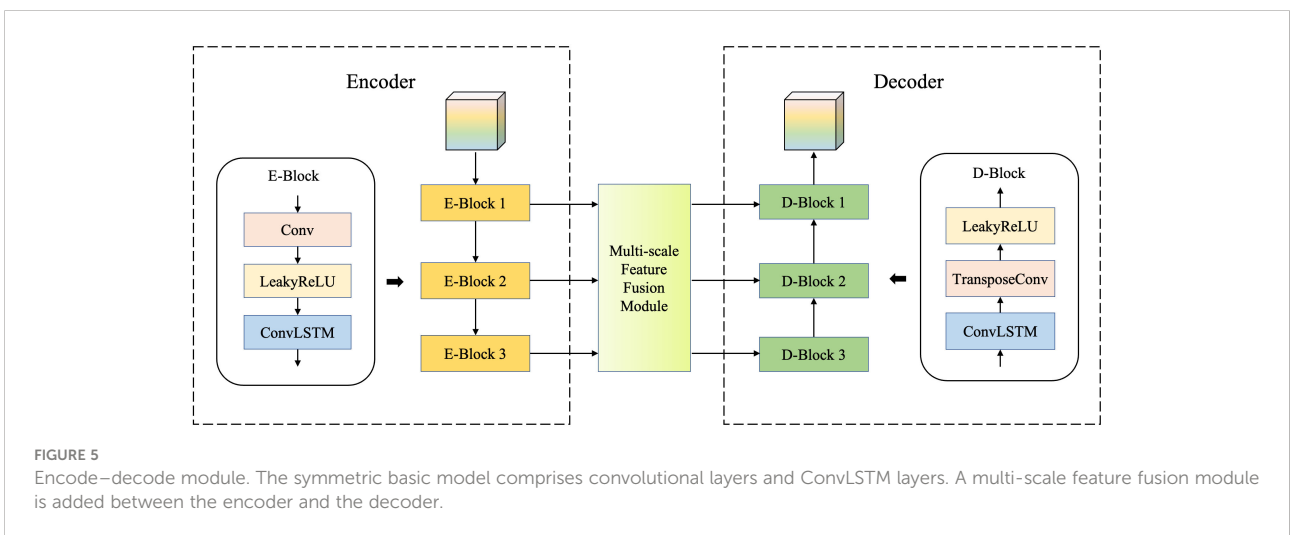 Encoder
E-Block
Conv
LeakyReLU
ConvLSTM
E-Block 1
E-Block 2
E-Block 3
Multi-scale
Feature
Fusion
Module
Decoder
D-Block 1
D-Block 2
D-Block 3
D-Block
LeakyReLU
TransposeConv
ConvLSTM
FIGURE 5
Encode–decode module. The symmetric basic model comprises convolutional layers and ConvLSTM layers. A multi-scale feature fusion module
is added between the encoder and the decoder.